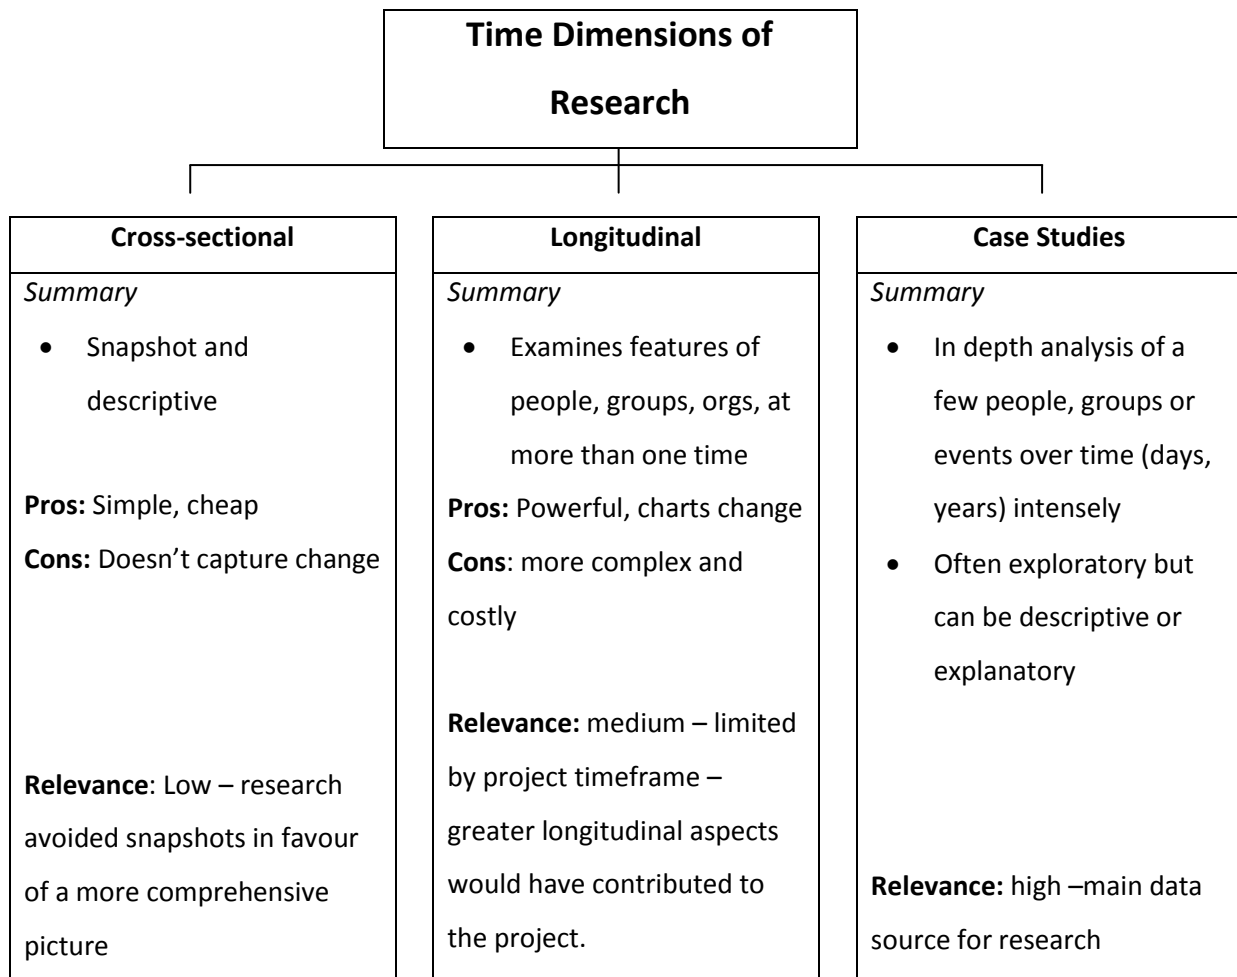 Time Dimensions of
Research
Cross-sectional
Summary
• Snapshot and
descriptive
Pros: Simple, cheap
Cons: Doesn’t capture change
Relevance: Low – research
avoided snapshots in favour
of a more comprehensive
picture
Longitudinal
Summary
• Examines features of
people, groups, orgs, at
more than one time
Pros: Powerful, charts change
Cons: more complex and
costly
Relevance: medium – limited
by project timeframe –
greater longitudinal aspects
would have contributed to
the project.
Case Studies
Summary
• In depth analysis of a
few people, groups or
events over time (days,
years) intensely
• Often exploratory but
can be descriptive or
explanatory
Relevance: high –main data
source for research